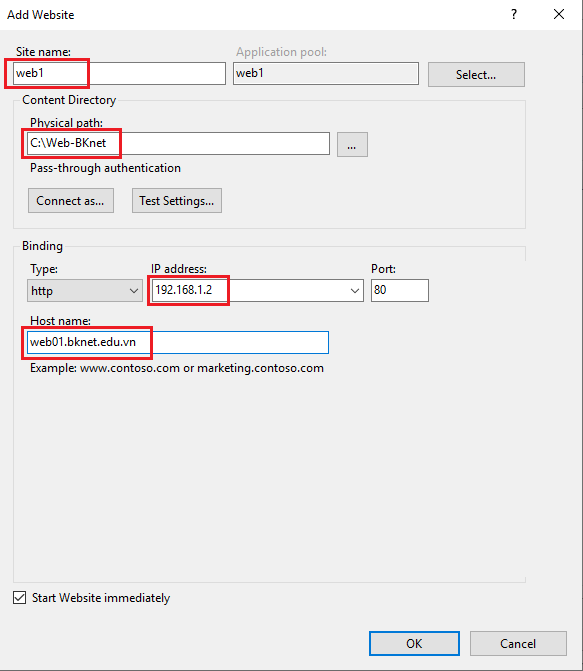 Add Website
?
Site name: Application pool:
web1 web1 Select...
Content Directory
Physical path:
C:\Web-BKnet ...
Pass-through authentication
Connect as... Test Settings...
Binding
Type: IP address: Port:
http 192.168.1.2 80
Host name:
web01.bknet.edu.vn
Example: www.contoso.com or marketing.contoso.com
Start Website immediately
OK Cancel